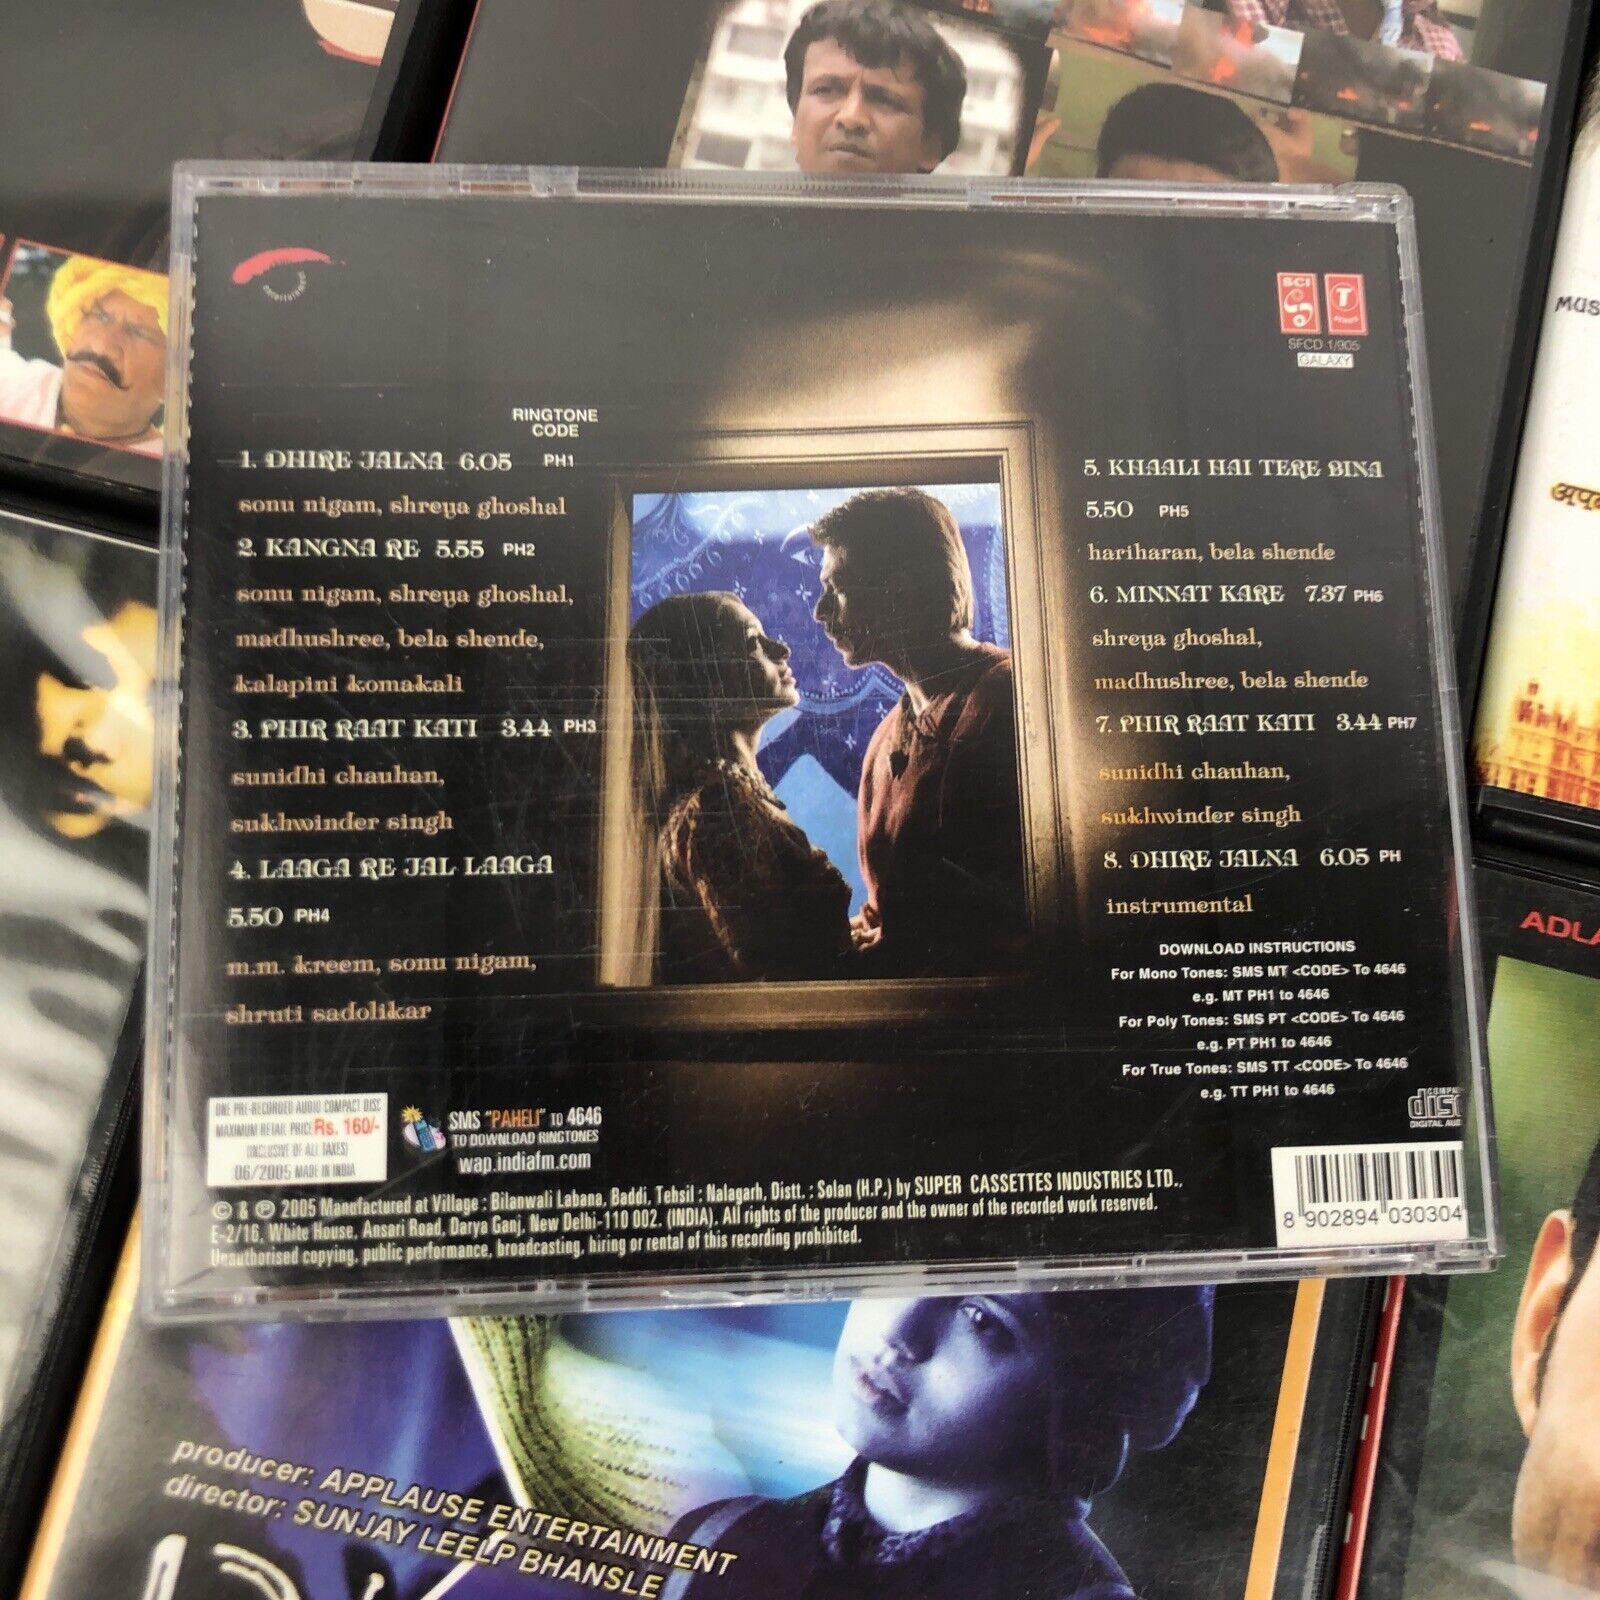 entertainment
SCI
T
SERIES
SFCD 1/905
GALAXY
RINGTONE
CODE
1. DHIRE JALNA 6.05 PH1
sonu nigam, shreya ghoshal
2. KANGNA RE 5.55 PH2
sonu nigam, shreya ghoshal,
madhushree, bela shende,
kalapini komakali
3. PHIR RAAT KATI 3.44 PH3
sunidhi chauhan,
sukhwinder singh
4. LAAGA RE JAL LAAGA
5.50 PH4
m.m. kreem, sonu nigam,
shruti sadolikar
5. KHAALI HAI TERE BINA
5.50 PH5
hariharan, bela shende
6. MINNAT KARE 7.37 PH6
shreya ghoshal,
madhushree, bela shende
7. PHIR RAAT KATI 3.44 PH7
sunidhi chauhan,
sukhwinder singh
8. DHIRE JALNA 6.05 PH
instrumental
DOWNLOAD INSTRUCTIONS
For Mono Tones: SMS MT <CODE> To 4646
e.g. MT PH1 to 4646
For Poly Tones: SMS PT <CODE> To 4646
e.g. PT PH1 to 4646
For True Tones: SMS TT <CODE> To 4646
e.g. TT PH1 to 4646
ONE PRE-RECORDED AUDIO COMPACT DISC
MAXIMUM RETAIL PRICE Rs. 160/-
(INCLUSIVE OF ALL TAXES)
06/2005 MADE IN INDIA
SMS "PAHELI" TO 4646
TO DOWNLOAD RINGTONES
wap.indiafm.com
COMPA
disc
DIGITAL AUD
© & ℗ 2005 Manufactured at Village : Bilanwali Labana, Baddi, Tehsil : Nalagarh, Distt. : Solan (H.P.) by SUPER CASSETTES INDUSTRIES LTD.,
E-2/16, White House, Ansari Road, Darya Ganj, New Delhi-110 002. (INDIA). All rights of the producer and the owner of the recorded work reserved.
Unauthorised copying, public performance, broadcasting, hiring or rental of this recording prohibited.
8 902894 030304
MUS
ADLA
producer: APPLAUSE ENTERTAINMENT
director: SUNJAY LEELP BHANSLE